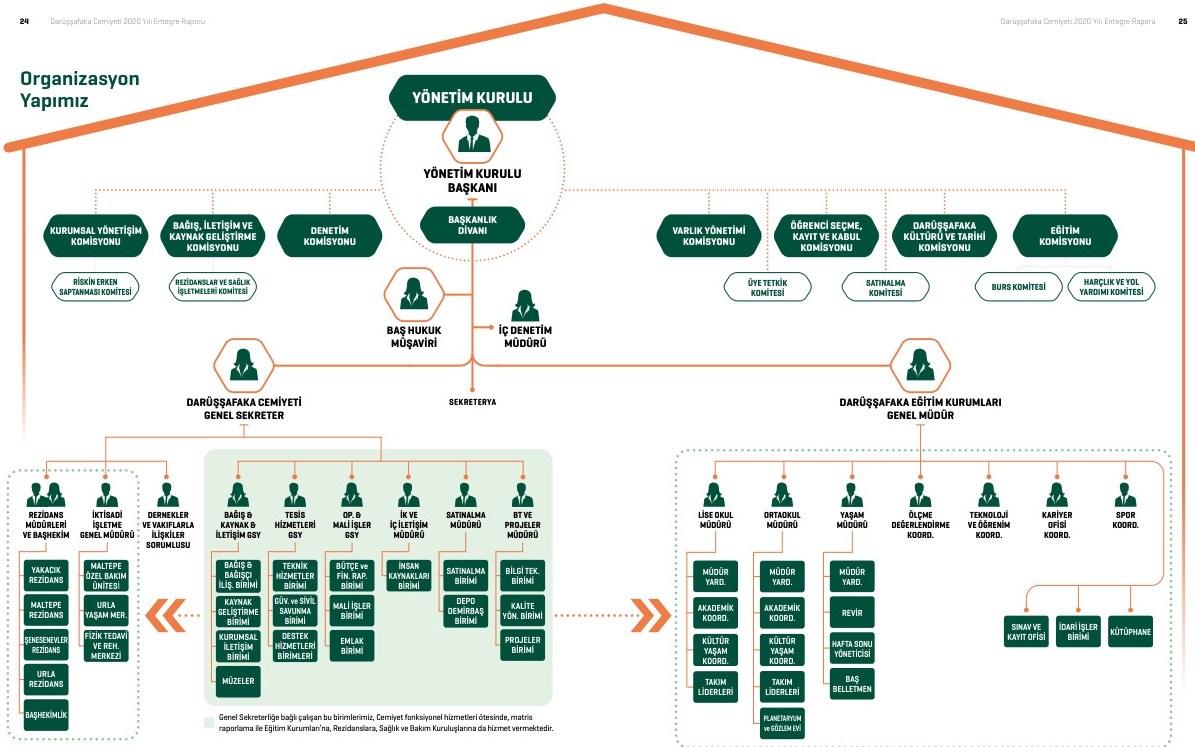 24
Darüşşafaka Cemiyeti 2020 Yılı Entegre Raporu
Darüşşafaka Cemiyeti 2020 Yılı Entegre Raporu
25
Organizasyon
Yapımız
YÖNETİM KURULU
YÖNETİM KURULU
BAŞKANI
BAŞKANLIK
DİVANI
KURUMSAL YÖNETİŞİM
KOMİSYONU
BAĞIŞ, İLETİŞİM VE
KAYNAK GELİŞTİRME
KOMİSYONU
DENETİM
KOMİSYONU
VARLIK YÖNETİMİ
KOMİSYONU
ÖĞRENCİ SEÇME,
KAYIT VE KABUL
KOMİSYONU
DARÜŞŞAFAKA
KÜLTÜRÜ VE TARİHİ
KOMİSYONU
EĞİTİM
KOMİSYONU
RİSKİN ERKEN
SAPTANMASI KOMİTESİ
REZİDANSLAR VE SAĞLIK
İŞLETMELERİ KOMİTESİ
ÜYE TETKİK
KOMİTESİ
SATINALMA
KOMİTESİ
BURS KOMİTESİ
HARÇLIK VE YOL
YARDIMI KOMİTESİ
BAŞ HUKUK
MÜŞAVİRİ
İÇ DENETİM
MÜDÜRÜ
DARÜŞŞAFAKA CEMİYETİ
GENEL SEKRETER
SEKRETERYA
DARÜŞŞAFAKA EĞİTİM KURUMLARI
GENEL MÜDÜR
REZİDANS
MÜDÜRLERİ
VE BAŞHEKİM
İKTİSADİ
İŞLETME
GENEL MÜDÜRÜ
DERNEKLER
VE VAKIFLARLA
İLİŞKİLER
SORUMLUSU
BAĞIŞ &
KAYNAK &
İLETİŞİM GSY
TESİS
HİZMETLERİ
GSY
OP. &
MALİ İŞLER
GSY
İK VE
İÇ İLETİŞİM
MÜDÜRÜ
SATINALMA
MÜDÜRÜ
BT VE
PROJELER
MÜDÜRÜ
LİSE OKUL
MÜDÜRÜ
ORTAOKUL
MÜDÜRÜ
YAŞAM
MÜDÜRÜ
ÖLÇME
DEĞERLENDİRME
KOORD.
TEKNOLOJİ
VE ÖĞRENİM
KOORD.
KARİYER
OFİSİ
KOORD.
SPOR
KOORD.
YAKACIK
REZİDANS
MALTEPE
REZİDANS
ŞENESENEVLER
REZİDANS
URLA
REZİDANS
BAŞHEKİMLİK
MALTEPE
ÖZEL BAKIM
ÜNİTESİ
URLA
YAŞAM MER.
FİZİK TEDAVİ
VE REH.
MERKEZİ
BAĞIŞ &
BAĞIŞÇI
İLİŞ. BİRİMİ
KAYNAK
GELİŞTİRME
BİRİMİ
KURUMSAL
İLETİŞİM
BİRİMİ
MÜZELER
TEKNİK
HİZMETLER
BİRİMİ
GÜV. ve SİVİL
SAVUNMA
BİRİMİ
DESTEK
HİZMETLERİ
BİRİMLERİ
BÜTÇE ve
FİN. RAP.
BİRİMİ
MALİ İŞLER
BİRİMİ
EMLAK
BİRİMİ
İNSAN
KAYNAKLARI
BİRİMİ
SATINALMA
BİRİMİ
DEPO
DEMİRBAŞ
BİRİMİ
BİLGİ TEK.
BİRİMİ
KALİTE
YÖN. BİRİMİ
PROJELER
BİRİMİ
MÜDÜR
YARD.
AKADEMİK
KOORD.
KÜLTÜR
YAŞAM
KOORD.
TAKIM
LİDERLERİ
MÜDÜR
YARD.
AKADEMİK
KOORD.
KÜLTÜR
YAŞAM
KOORD.
TAKIM
LİDERLERİ
PLANETARYUM
ve GÖZLEM EVİ
MÜDÜR
YARD.
REVİR
HAFTA SONU
YÖNETİCİSİ
BAŞ
BELLETMEN
SINAV VE
KAYIT OFİSİ
İDARİ İŞLER
BİRİMİ
KÜTÜPHANE
Genel Sekreterliğe bağlı çalışan bu birimlerimiz, Cemiyet fonksiyonel hizmetleri ötesinde, matris
raporlama ile Eğitim Kurumları'na, Rezidanslara, Sağlık ve Bakım Kuruluşlarına da hizmet vermektedir.